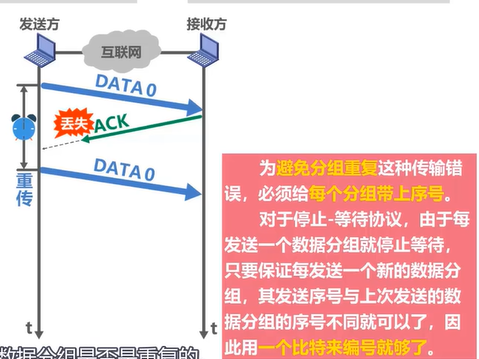 发送方
接收方
互联网
DATA 0
丢失
ACK
重传
DATA 0
t
t
为避免分组重复这种传输错
误，必须给每个分组带上序号。
对于停止-等待协议，由于每
发送一个数据分组就停止等待，
只要保证每发送一个新的数据分
组，其发送序号与上次发送的数
据分组的序号不同就可以了，因
此用一个比特来编号就够了。
数据分组是否是重复的